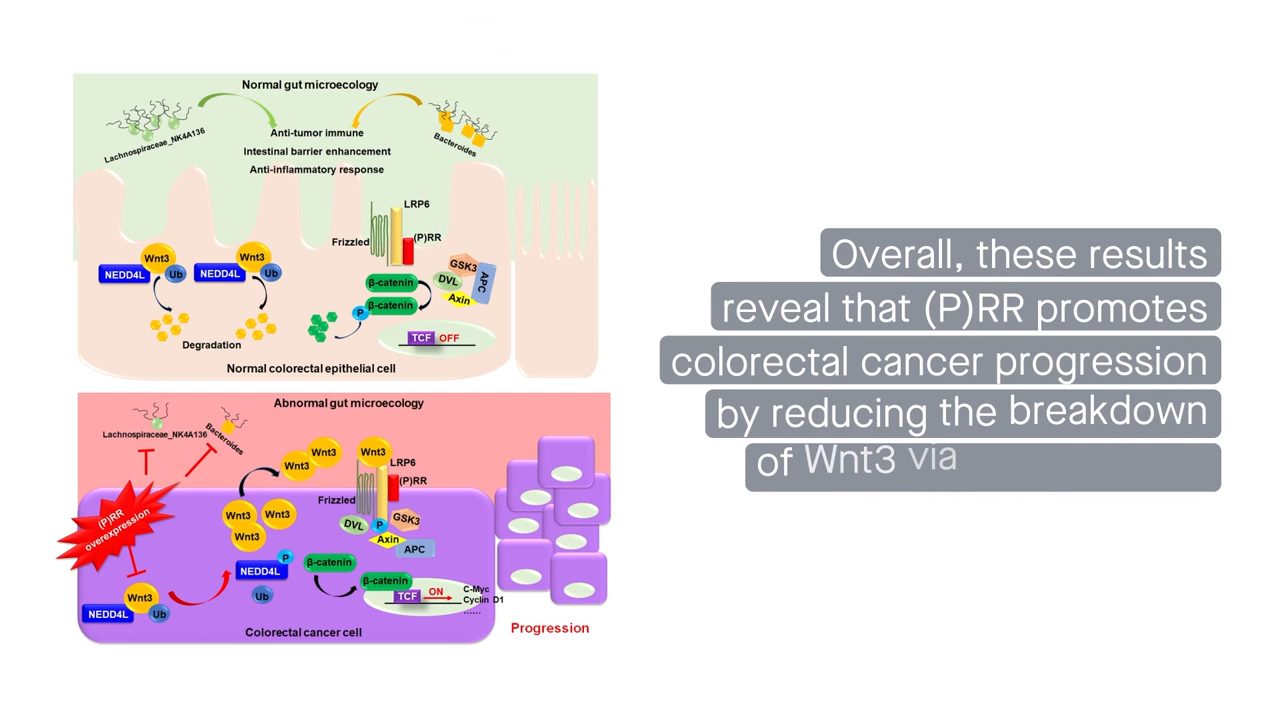 Normal gut microecology
Lachnospiraceae_NK4A136
Bacteroides
Anti-tumor immune
Intestinal barrier enhancement
Anti-inflammatory response
LRP6
Frizzled
(P)RR
Wnt3
NEDD4L
Ub
Wnt3
NEDD4L
Ub
GSK3
DVL
APC
Axin
β-catenin
β-catenin
P
TCF OFF
Degradation
Normal colorectal epithelial cell
Abnormal gut microecology
Lachnospiraceae_NK4A136
Bacteroides
Wnt3
Wnt3
Wnt3
LRP6
(P)RR
Frizzled
(P)RR
overexpression
Wnt3
Wnt3
Wnt3
DVL
P
GSK3
Axin
APC
P
NEDD4L
Ub
β-catenin
β-catenin
TCF ON
C-Myc
Cyclin D1
......
Wnt3
NEDD4L
Ub
Colorectal cancer cell
Progression
Overall, these results
reveal that (P)RR promotes
colorectal cancer progression
by reducing the breakdown
of Wnt3 via